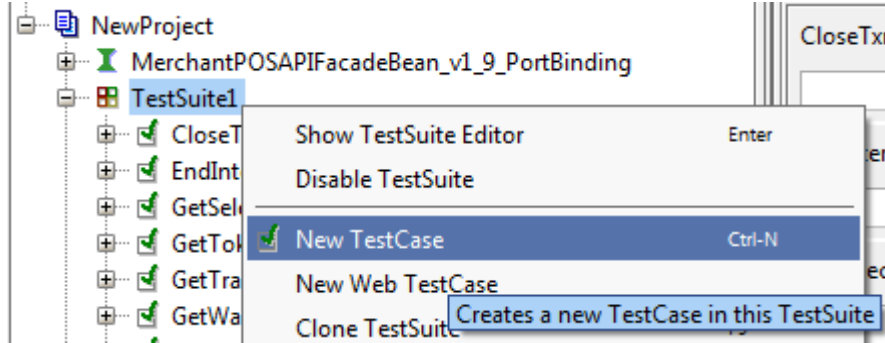 NewProject
CloseTx
MerchantPOSAPIFacadeBean_v1_9_PortBinding
TestSuite1
CloseT
Show TestSuite Editor Enter
EndInt
Disable TestSuite
GetSel
New TestCase Ctrl-N
GetTo
GetTra
New Web TestCase
Creates a new TestCase in this TestSuite
GetWa
Clone TestSuite